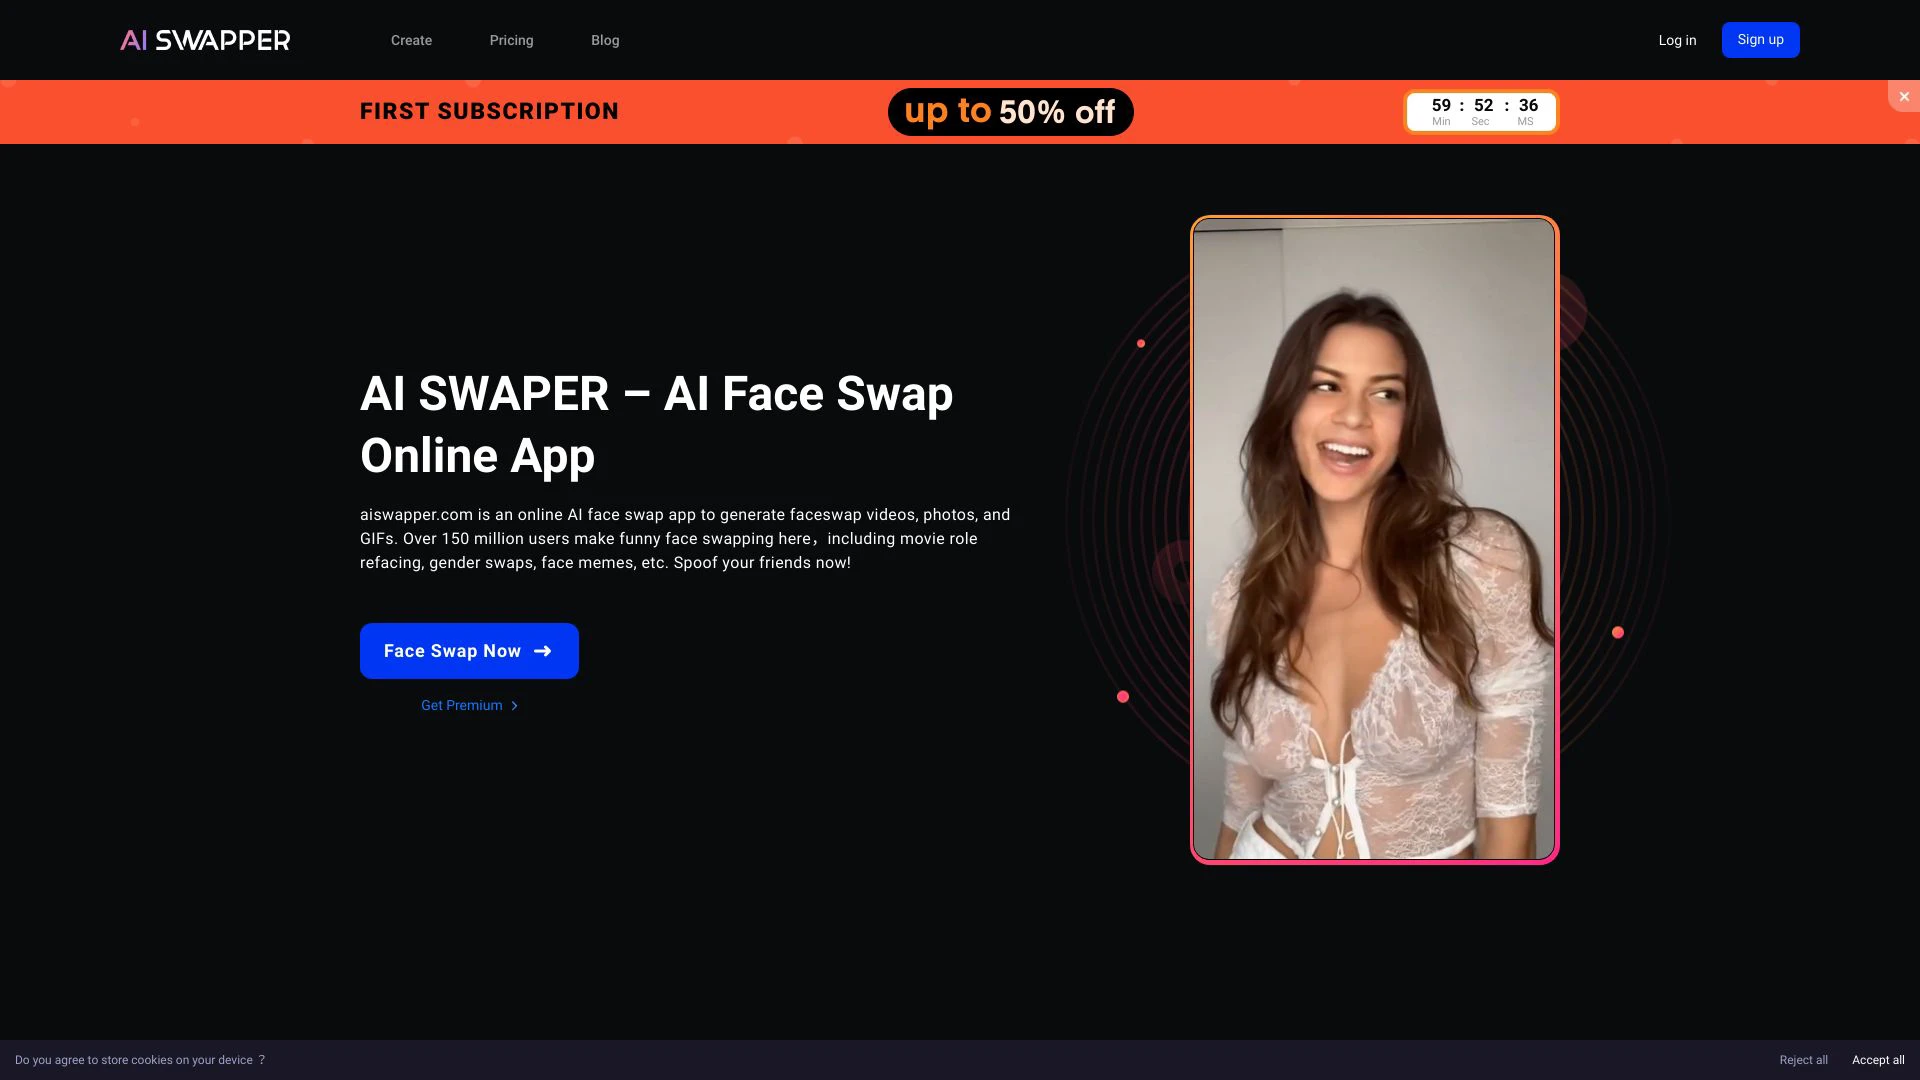 AI SWAPPER
Create
Pricing
Blog
Log in
Sign up
FIRST SUBSCRIPTION
up to 50% off
59 : 52 : 36
Min Sec MS
AI SWAPER – AI Face Swap
Online App
aiswapper.com is an online AI face swap app to generate faceswap videos, photos, and
GIFs. Over 150 million users make funny face swapping here，including movie role
refacing, gender swaps, face memes, etc. Spoof your friends now!
Face Swap Now
Get Premium
Do you agree to store cookies on your device ？
Reject all
Accept all